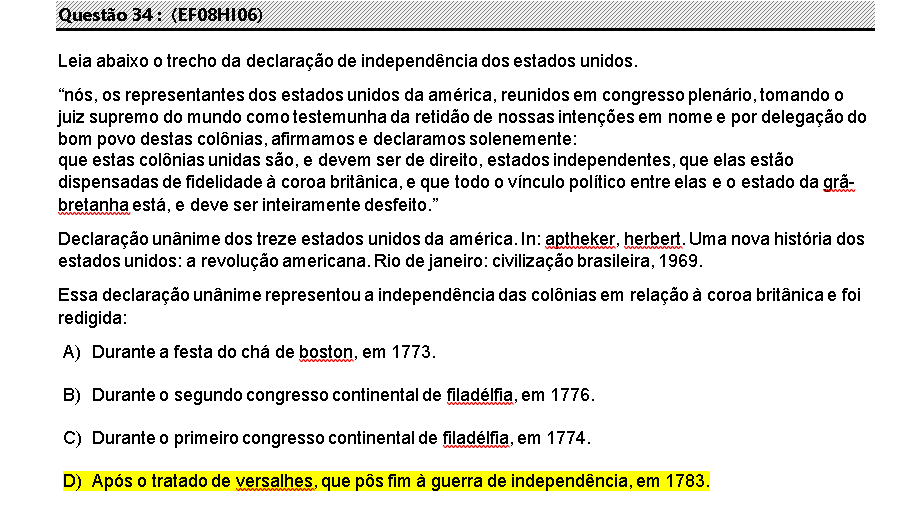 Questão 34 :  (EF08HI06)
Leia abaixo o trecho da declaração de independência dos estados unidos.
“nós, os representantes dos estados unidos da américa, reunidos em congresso plenário, tomando o
juiz supremo do mundo como testemunha da retidão de nossas intenções em nome e por delegação do
bom povo destas colônias, afirmamos e declaramos solenemente:
que estas colônias unidas são, e devem ser de direito, estados independentes, que elas estão
dispensadas de fidelidade à coroa britânica, e que todo o vínculo político entre elas e o estado da grã-
bretanha está, e deve ser inteiramente desfeito.”
Declaração unânime dos treze estados unidos da américa. In: aptheker, herbert. Uma nova história dos
estados unidos: a revolução americana. Rio de janeiro: civilização brasileira, 1969.
Essa declaração unânime representou a independência das colônias em relação à coroa britânica e foi
redigida:
A) Durante a festa do chá de boston, em 1773.
B) Durante o segundo congresso continental de filadélfia, em 1776.
C) Durante o primeiro congresso continental de filadélfia, em 1774.
D) Após o tratado de versalhes, que pôs fim à guerra de independência, em 1783.